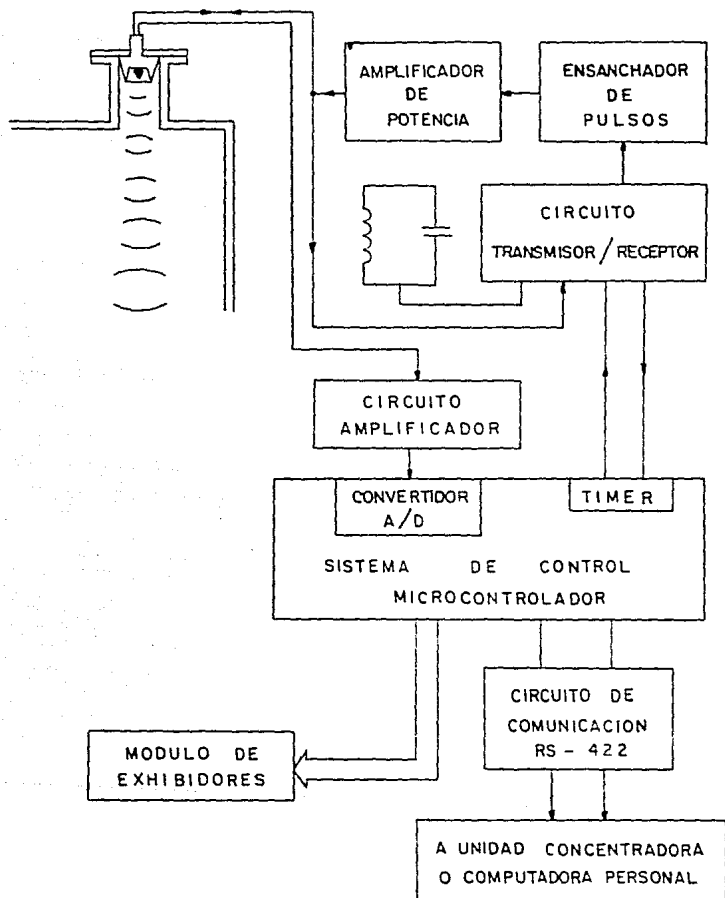 AMPLIFICADOR
DE
POTENCIA
ENSANCHADOR
DE
PULSOS
CIRCUITO
TRANSMISOR / RECEPTOR
CIRCUITO
AMPLIFICADOR
CONVERTIDOR
A/D
TIMER
SISTEMA DE CONTROL
MICROCONTROLADOR
CIRCUITO DE
COMUNICACION
RS - 422
MODULO DE
EXHIBIDORES
A UNIDAD CONCENTRADORA
O COMPUTADORA PERSONAL